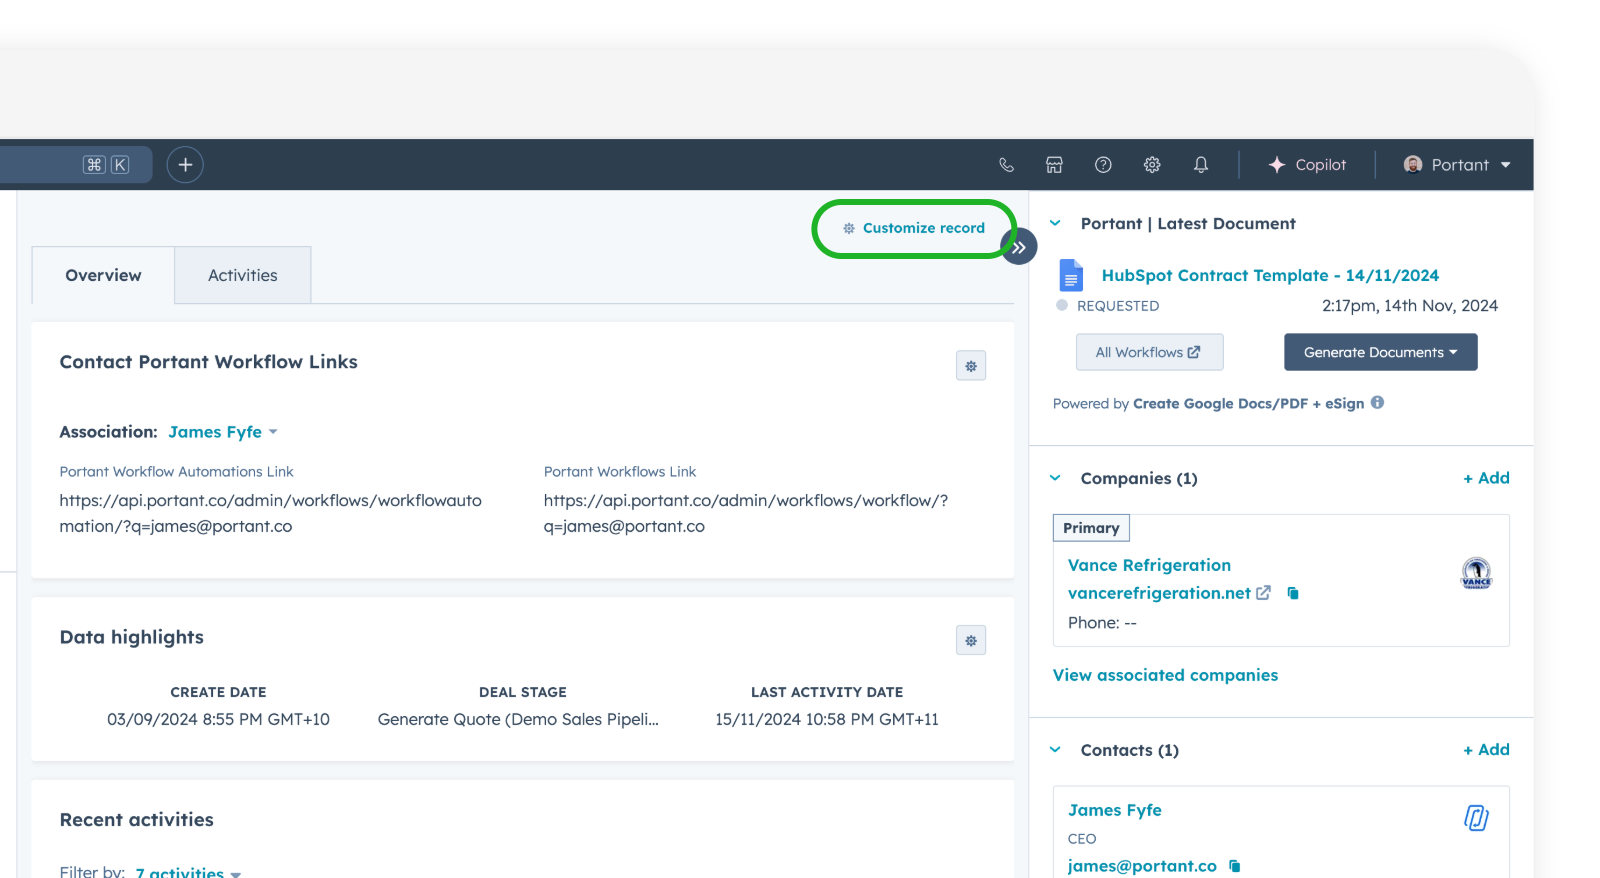 ⌘ K
Copilot
Portant
Customize record
Overview
Activities
Contact Portant Workflow Links
Association: James Fyfe
Portant Workflow Automations Link
https://api.portant.co/admin/workflows/workflowauto
mation/?q=james@portant.co
Portant Workflows Link
https://api.portant.co/admin/workflows/workflow/?
q=james@portant.co
Data highlights
CREATE DATE
03/09/2024 8:55 PM GMT+10
DEAL STAGE
Generate Quote (Demo Sales Pipeli...
LAST ACTIVITY DATE
15/11/2024 10:58 PM GMT+11
Recent activities
Filter by: 7 activities
Portant | Latest Document
HubSpot Contract Template - 14/11/2024
REQUESTED
2:17pm, 14th Nov, 2024
All Workflows
Generate Documents
Powered by Create Google Docs/PDF + eSign
Companies (1)
+ Add
Primary
Vance Refrigeration
vancerefrigeration.net
Phone: --
VANCE
View associated companies
Contacts (1)
+ Add
James Fyfe
CEO
james@portant.co